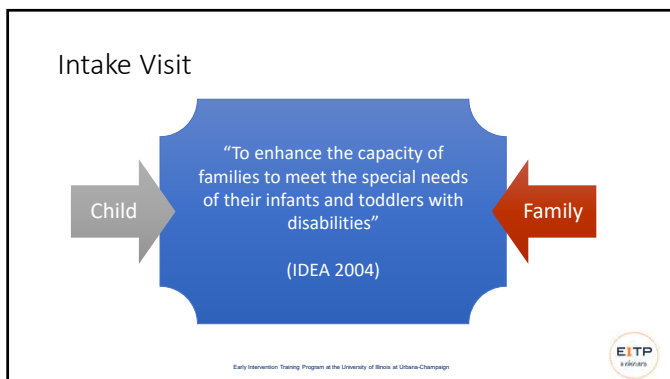 Intake Visit
“To enhance the capacity of
families to meet the special needs
of their infants and toddlers with
disabilities”
(IDEA 2004)
Child
Family
Early Intervention Training Program at the University of Illinois at Urbana-Champaign
EITP